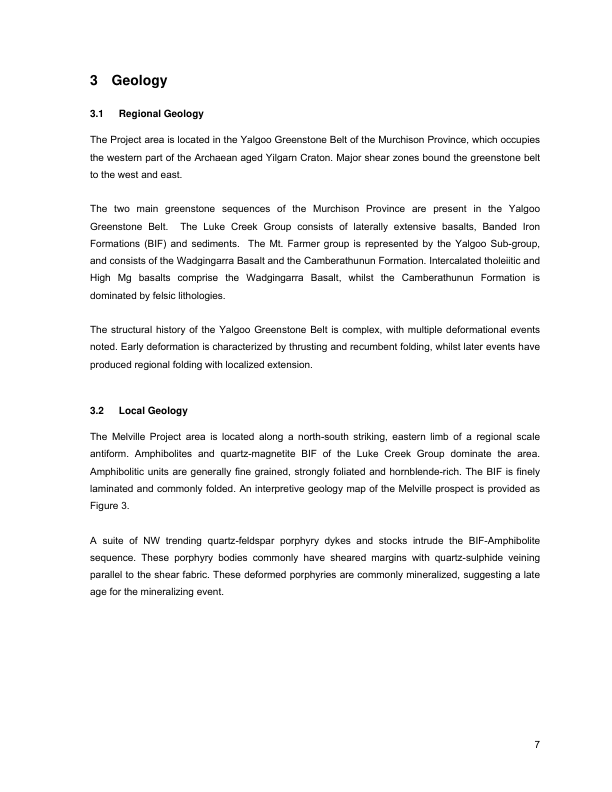 3 Geology
3.1 Regional Geology
The Project area is located in the Yalgoo Greenstone Belt of the Murchison Province, which occupies
the western part of the Archaean aged Yilgarn Craton. Major shear zones bound the greenstone belt
to the west and east.
The two main greenstone sequences of the Murchison Province are present in the Yalgoo
Greenstone Belt. The Luke Creek Group consists of laterally extensive basalts, Banded Iron
Formations (BIF) and sediments. The Mt. Farmer group is represented by the Yalgoo Sub-group,
and consists of the Wadgingarra Basalt and the Camberathunun Formation. Intercalated tholeiitic and
High Mg basalts comprise the Wadgingarra Basalt, whilst the Camberathunun Formation is
dominated by felsic lithologies.
The structural history of the Yalgoo Greenstone Belt is complex, with multiple deformational events
noted. Early deformation is characterized by thrusting and recumbent folding, whilst later events have
produced regional folding with localized extension.
3.2 Local Geology
The Melville Project area is located along a north-south striking, eastern limb of a regional scale
antiform. Amphibolites and quartz-magnetite BIF of the Luke Creek Group dominate the area.
Amphibolitic units are generally fine grained, strongly foliated and hornblende-rich. The BIF is finely
laminated and commonly folded. An interpretive geology map of the Melville prospect is provided as
Figure 3.
A suite of NW trending quartz-feldspar porphyry dykes and stocks intrude the BIF-Amphibolite
sequence. These porphyry bodies commonly have sheared margins with quartz-sulphide veining
parallel to the shear fabric. These deformed porphyries are commonly mineralized, suggesting a late
age for the mineralizing event.
7